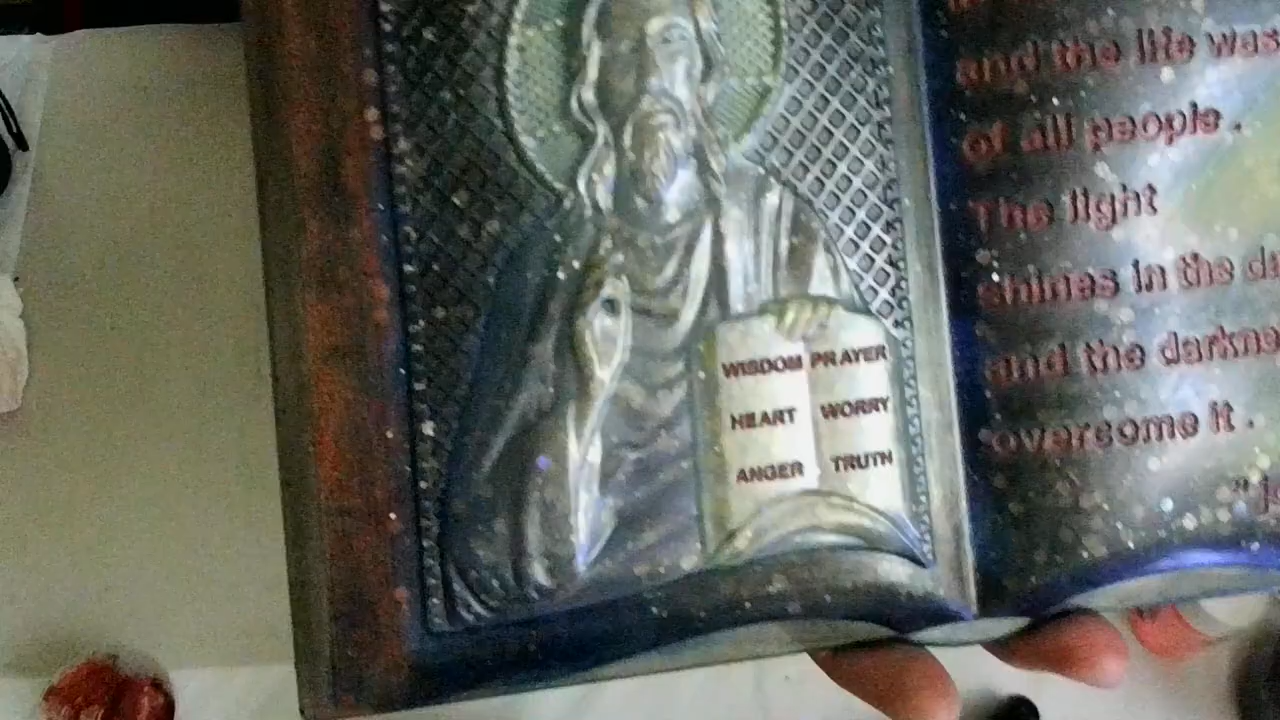 WISDOM PRAYER
HEART WORRY
ANGER TRUTH
and the life was
of all people .
The light
shines in the
and the
overcome it .